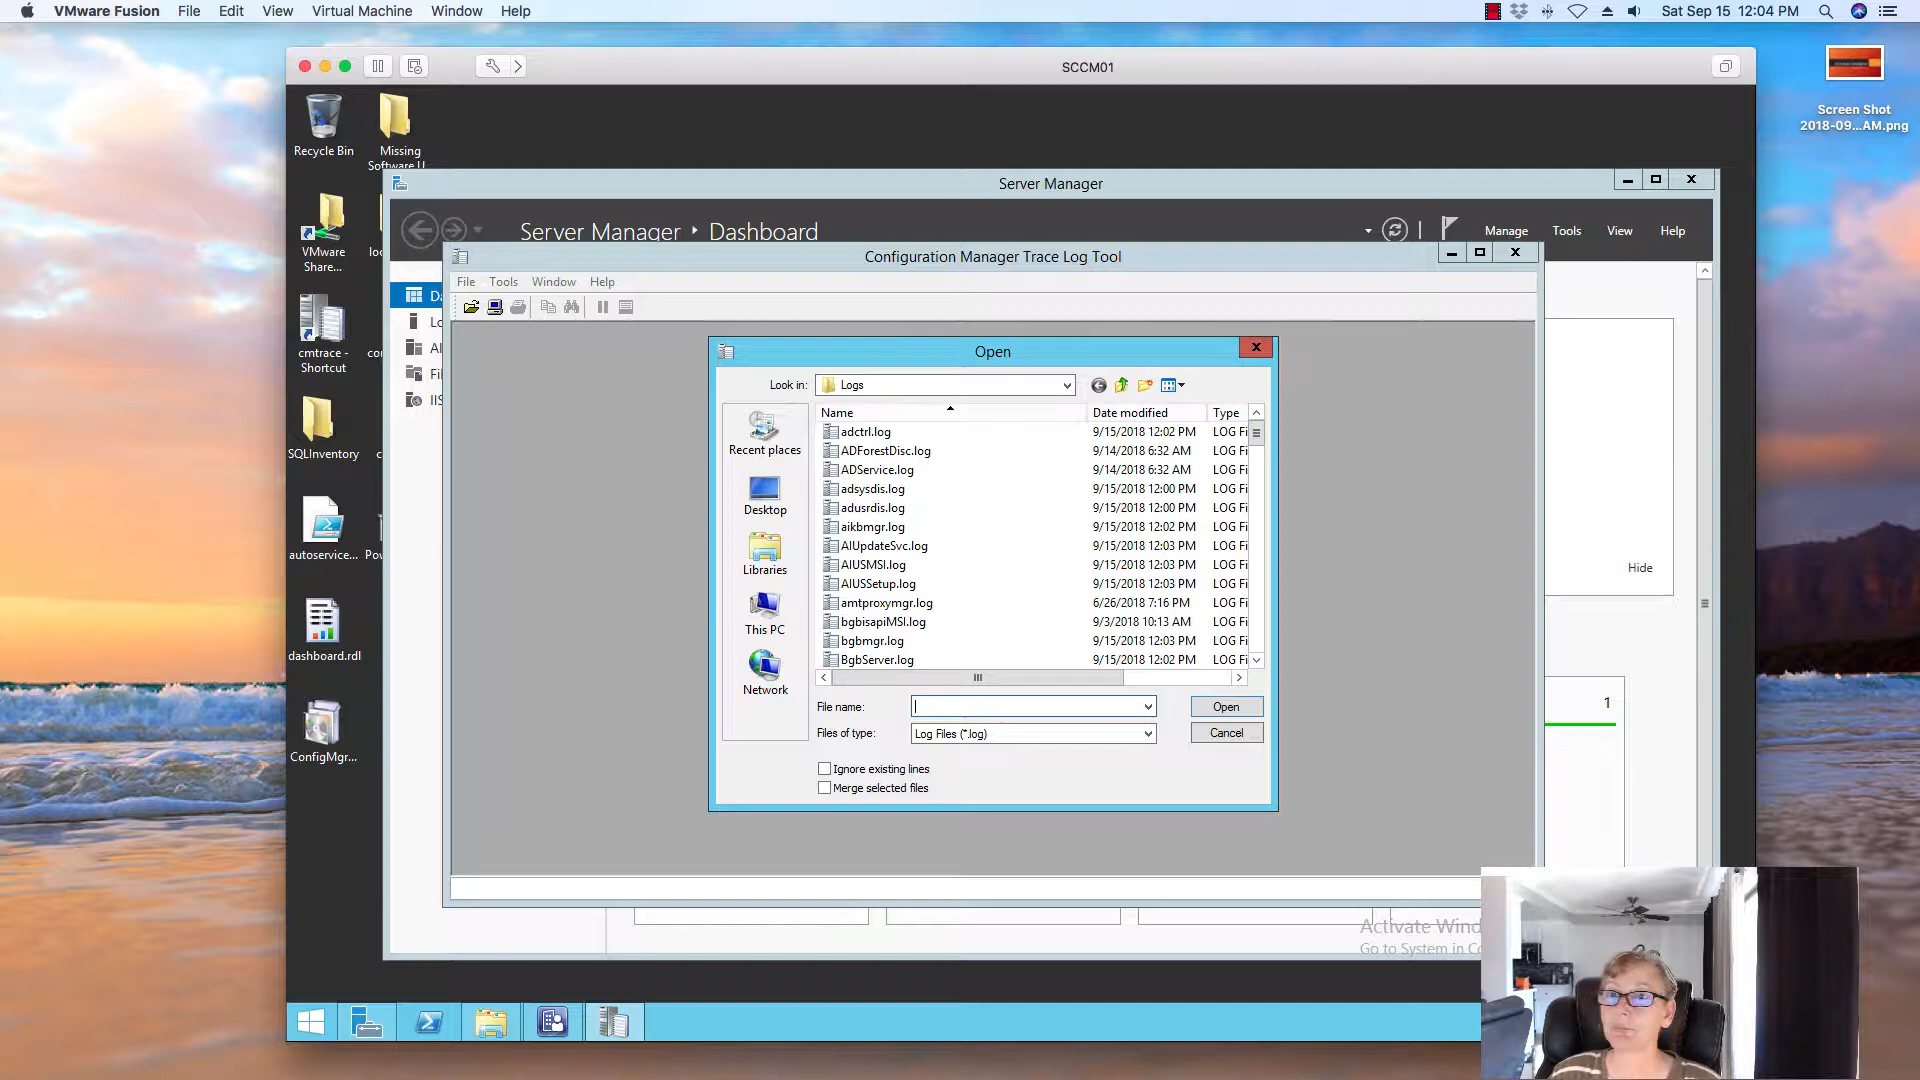 VMware Fusion File Edit View Virtual Machine Window Help Sat Sep 15 12:04 PM
SCCM01
Screen Shot
2018-09...AM.png
Recycle Bin
Missing
Software U
VMware
Share...
cmtrace -
Shortcut
SQLInventory
autoservice...
dashboard.rdl
ConfigMgr...
Server Manager
Server Manager • Dashboard
Manage Tools View Help
Configuration Manager Trace Log Tool
File Tools Window Help
Open
Look in: Logs
Name Date modified Type
adctrl.log 9/15/2018 12:02 PM LOG Fi
ADForestDisc.log 9/14/2018 6:32 AM LOG Fi
ADService.log 9/14/2018 6:32 AM LOG Fi
adsysdis.log 9/15/2018 12:00 PM LOG Fi
adusrdis.log 9/15/2018 12:00 PM LOG Fi
aikbmgr.log 9/15/2018 12:02 PM LOG Fi
AIUpdateSvc.log 9/15/2018 12:03 PM LOG Fi
AIUSMSI.log 9/15/2018 12:03 PM LOG Fi
AIUSSetup.log 9/15/2018 12:03 PM LOG Fi
amtproxymgr.log 6/26/2018 7:16 PM LOG Fi
bgbisapiMSI.log 9/3/2018 10:13 AM LOG Fi
bgbmgr.log 9/15/2018 12:03 PM LOG Fi
BgbServer.log 9/15/2018 12:02 PM LOG Fi
Recent places
Desktop
Libraries
This PC
Network
File name:
Open
Files of type: Log Files (*.log)
Cancel
Ignore existing lines
Merge selected files
Hide
1
Activate Wind
Go to System in Co